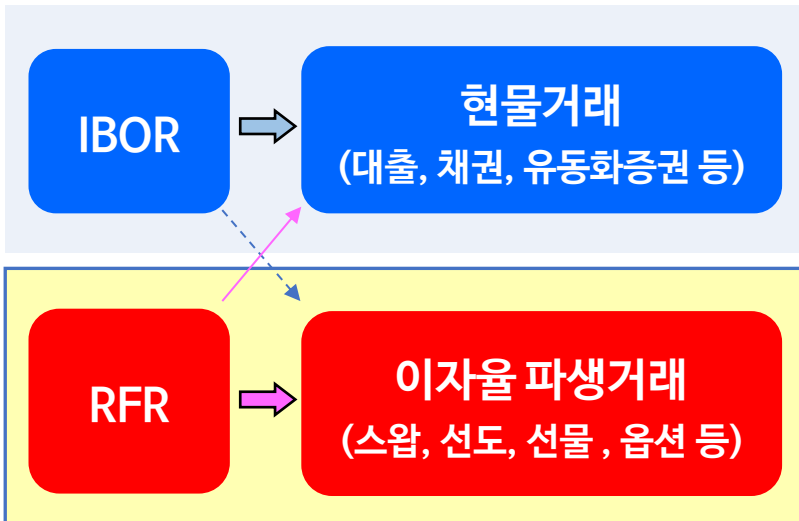 IBOR
현물거래
(대출, 채권, 유동화증권 등)
RFR
이자율 파생거래
(스왑, 선도, 선물 , 옵션 등)